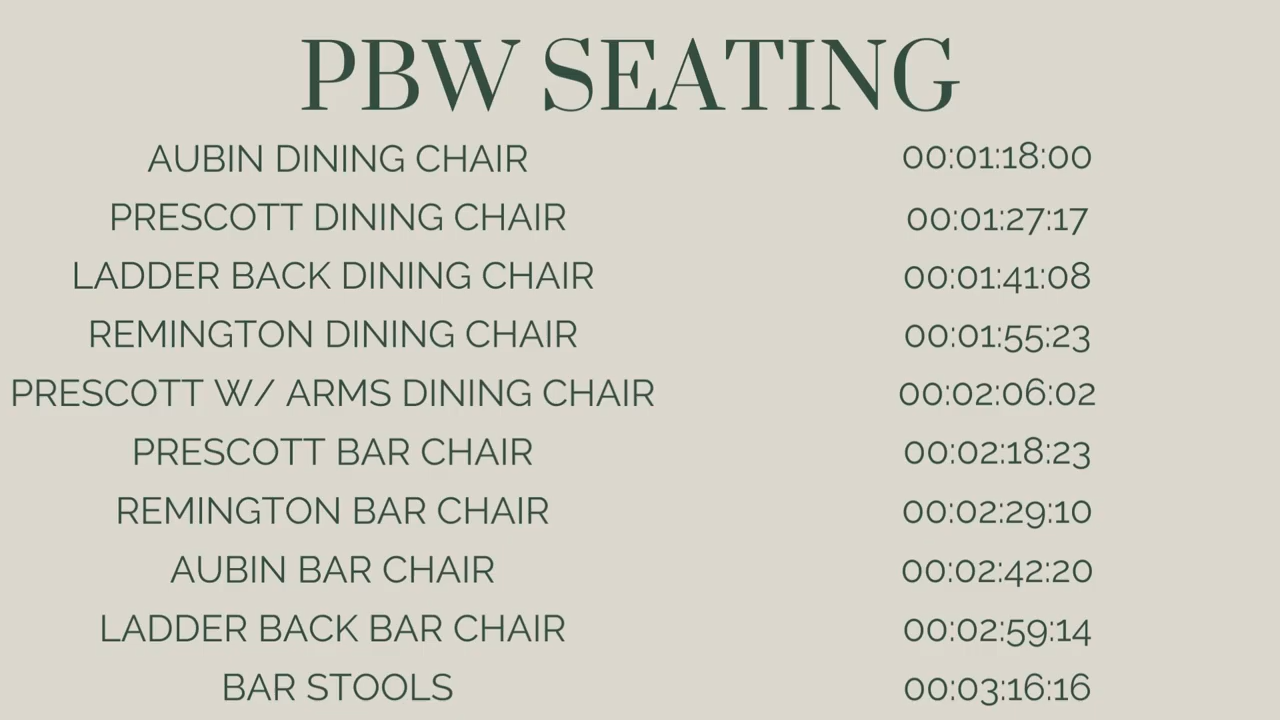 PBW SEATING
AUBIN DINING CHAIR 00:01:18:00
PRESCOTT DINING CHAIR 00:01:27:17
LADDER BACK DINING CHAIR 00:01:41:08
REMINGTON DINING CHAIR 00:01:55:23
PRESCOTT W/ ARMS DINING CHAIR 00:02:06:02
PRESCOTT BAR CHAIR 00:02:18:23
REMINGTON BAR CHAIR 00:02:29:10
AUBIN BAR CHAIR 00:02:42:20
LADDER BACK BAR CHAIR 00:02:59:14
BAR STOOLS 00:03:16:16